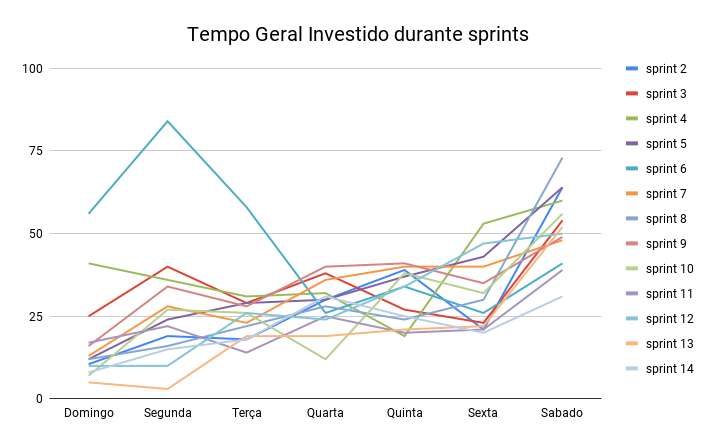 Tempo Geral Investido durante sprints
100
75
50
25
0
Domingo
Segunda
Terça
Quarta
Quinta
Sexta
Sabado
sprint 2
sprint 3
sprint 4
sprint 5
sprint 6
sprint 7
sprint 8
sprint 9
sprint 10
sprint 11
sprint 12
sprint 13
sprint 14